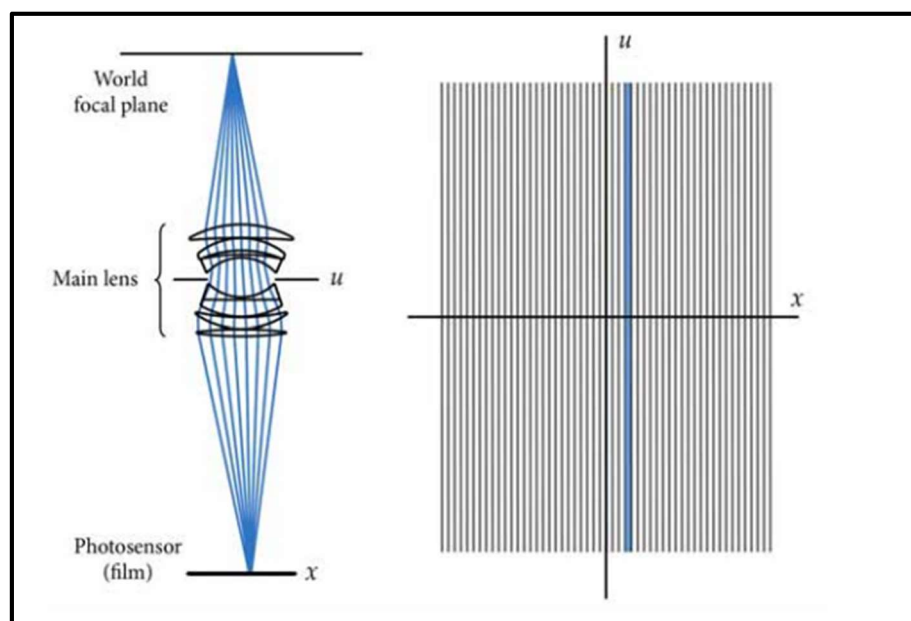 World
focal plane
Main lens
u
Photosensor
(film)
x
u
x